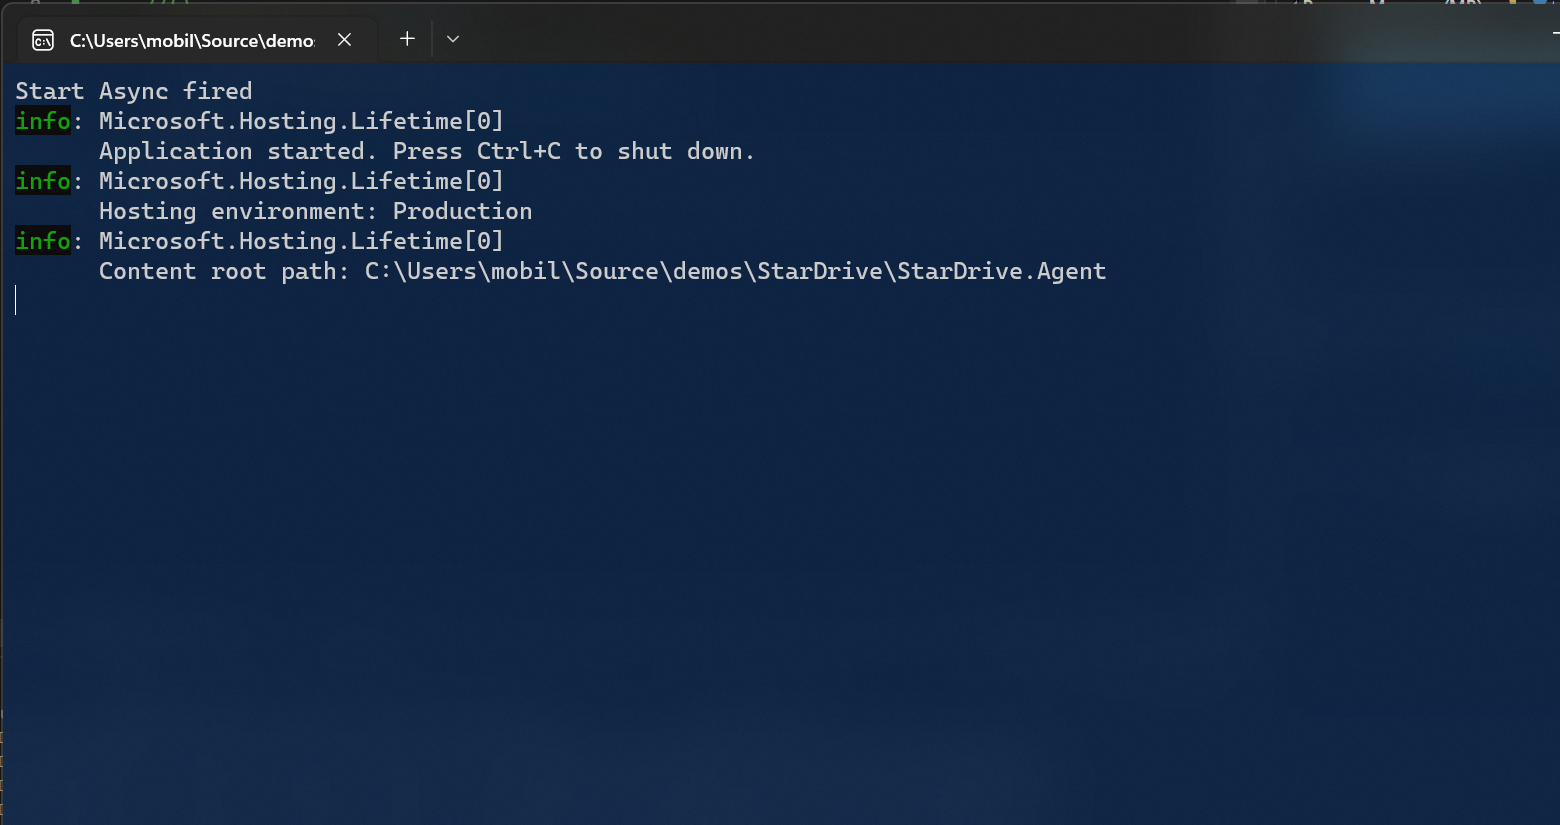 C:\Users\mobil\Source\demo
Start Async fired
info: Microsoft.Hosting.Lifetime[0]
Application started. Press Ctrl+C to shut down.
info: Microsoft.Hosting.Lifetime[0]
Hosting environment: Production
info: Microsoft.Hosting.Lifetime[0]
Content root path: C:\Users\mobil\Source\demos\StarDrive\StarDrive.Agent